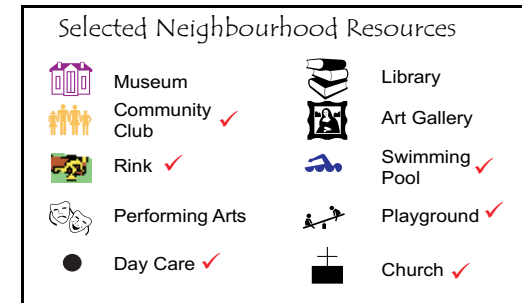 Selected Neighbourhood Resources
Museum
Community
Club
Rink
Performing Arts
Day Care
Library
Art Gallery
Swimming
Pool
Playground
Church